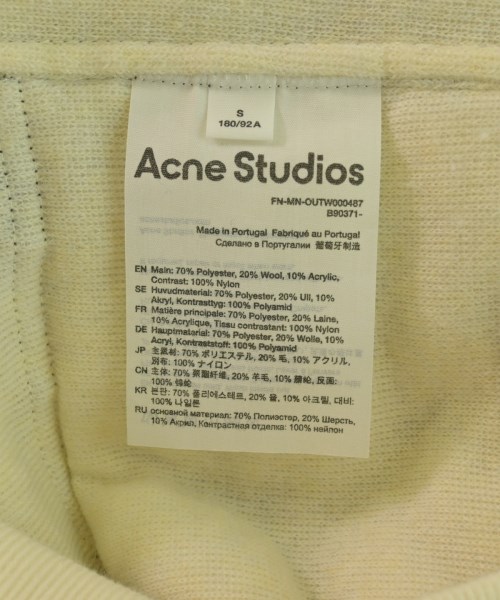 S
180/92A
Acne Studios
FN-MN-OUTW000487
B90371-
Made in Portugal Fabriqué au Portugal
Сделано в Португалии 葡萄牙制造
EN Main: 70% Polyester, 20% Wool, 10% Acrylic,
Contrast: 100% Nylon
SE Huvudmaterial: 70% Polyester, 20% Ull, 10%
Akryl, Kontrasttyg: 100% Polyamid
FR Matière principale: 70% Polyester, 20% Laine,
10% Acrylique, Tissu contrastant: 100% Nylon
DE Hauptmaterial: 70% Polyester, 20% Wolle, 10%
Acryl, Kontraststoff: 100% Polyamid
JP 主素材: 70% ポリエステル, 20% 毛, 10% アクリル,
別布: 100% ナイロン
CN 主体: 70% 聚酯纤维, 20% 羊毛, 10% 腈纶, 反面:
100% 锦纶
KR 본판: 70% 폴리에스테르, 20% 울, 10% 아크릴, 대비:
100% 나일론
RU основной материал: 70% Полиэстер, 20% Шерсть,
10% Акрил, Контрастная отделка: 100% нейлон